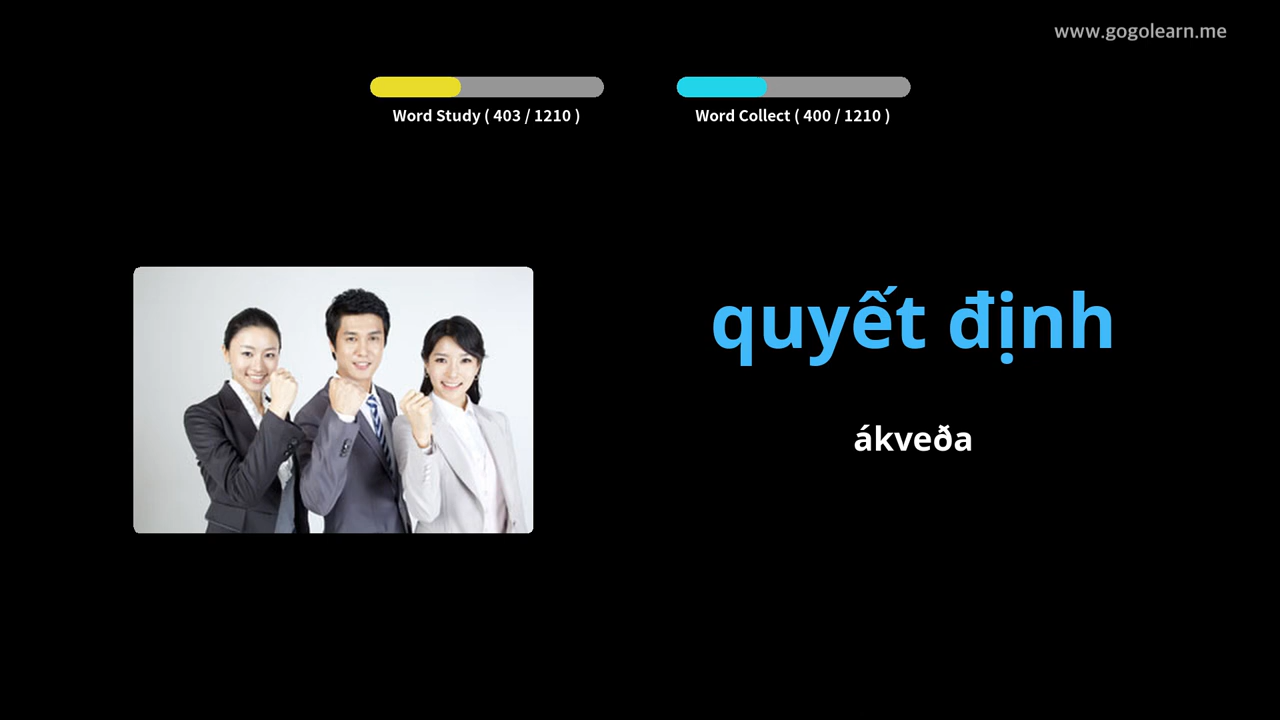 www.gogolearn.me
Word Study ( 403 / 1210 )
Word Collect ( 400 / 1210 )
quyết định
ákveða